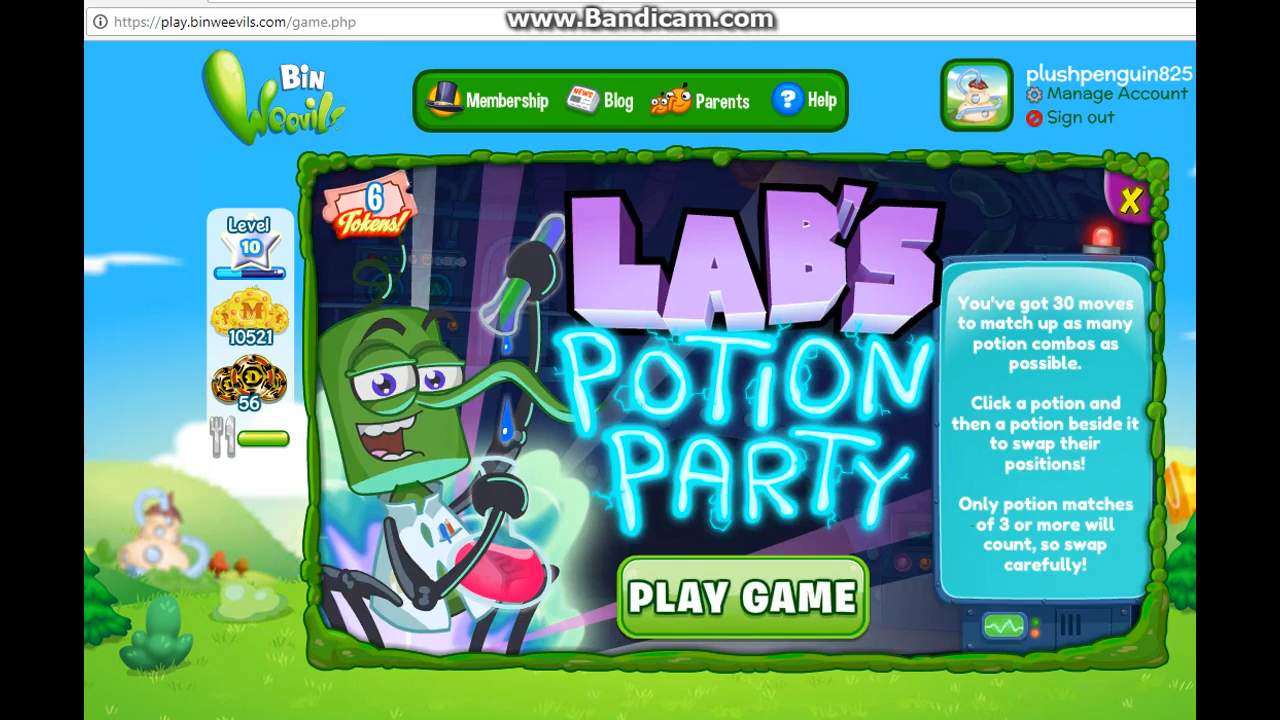 www.Bandicam.com
https://play.binweevils.com/game.php
Bin
Weevils
Membership
NEWS
Blog
Parents
? Help
plushpenguin825
Manage Account
Sign out
6
Tokens!
X
Level
10
M
10521
D
56
LAB'S
POTION
PARTY
You've got 30 moves
to match up as many
potion combos as
possible.
Click a potion and
then a potion beside it
to swap their
positions!
Only potion matches
of 3 or more will
count, so swap
carefully!
PLAY GAME